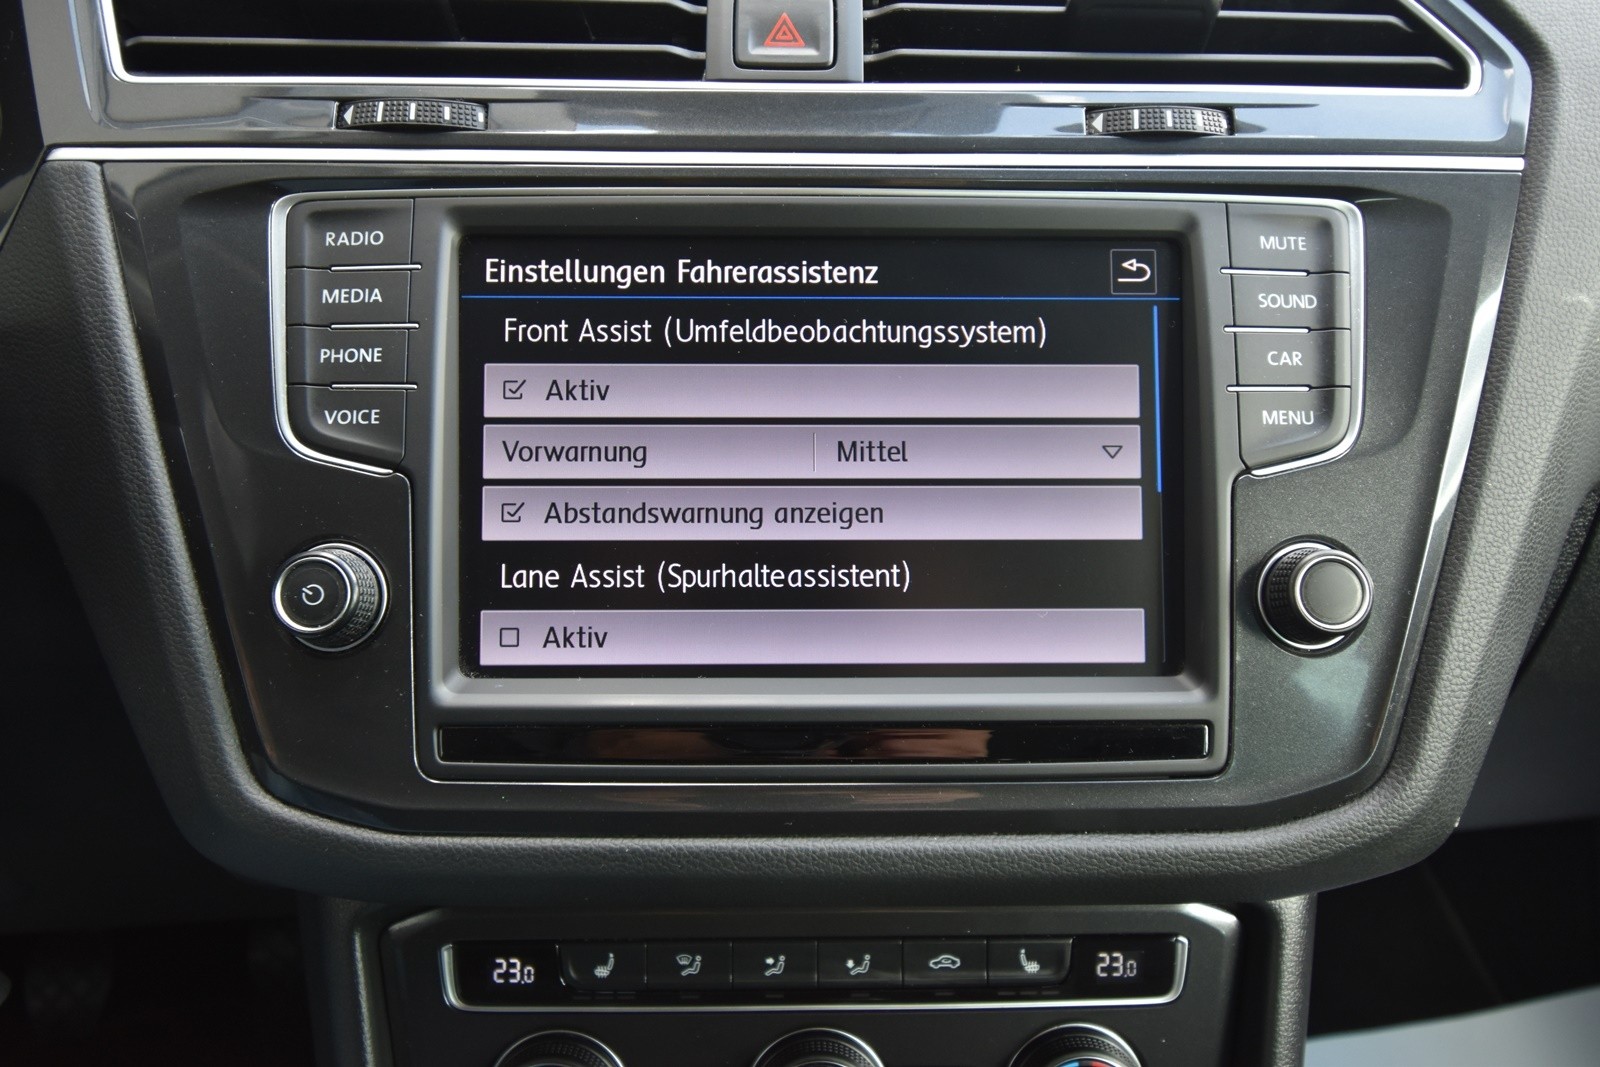 RADIO
MEDIA
PHONE
VOICE
Einstellungen Fahrerassistenz
Front Assist (Umfeldbeobachtungssystem)
Aktiv
Vorwarnung Mittel
Abstandswarnung anzeigen
Lane Assist (Spurhalteassistent)
Aktiv
MUTE
SOUND
CAR
MENU
23.0
23.0